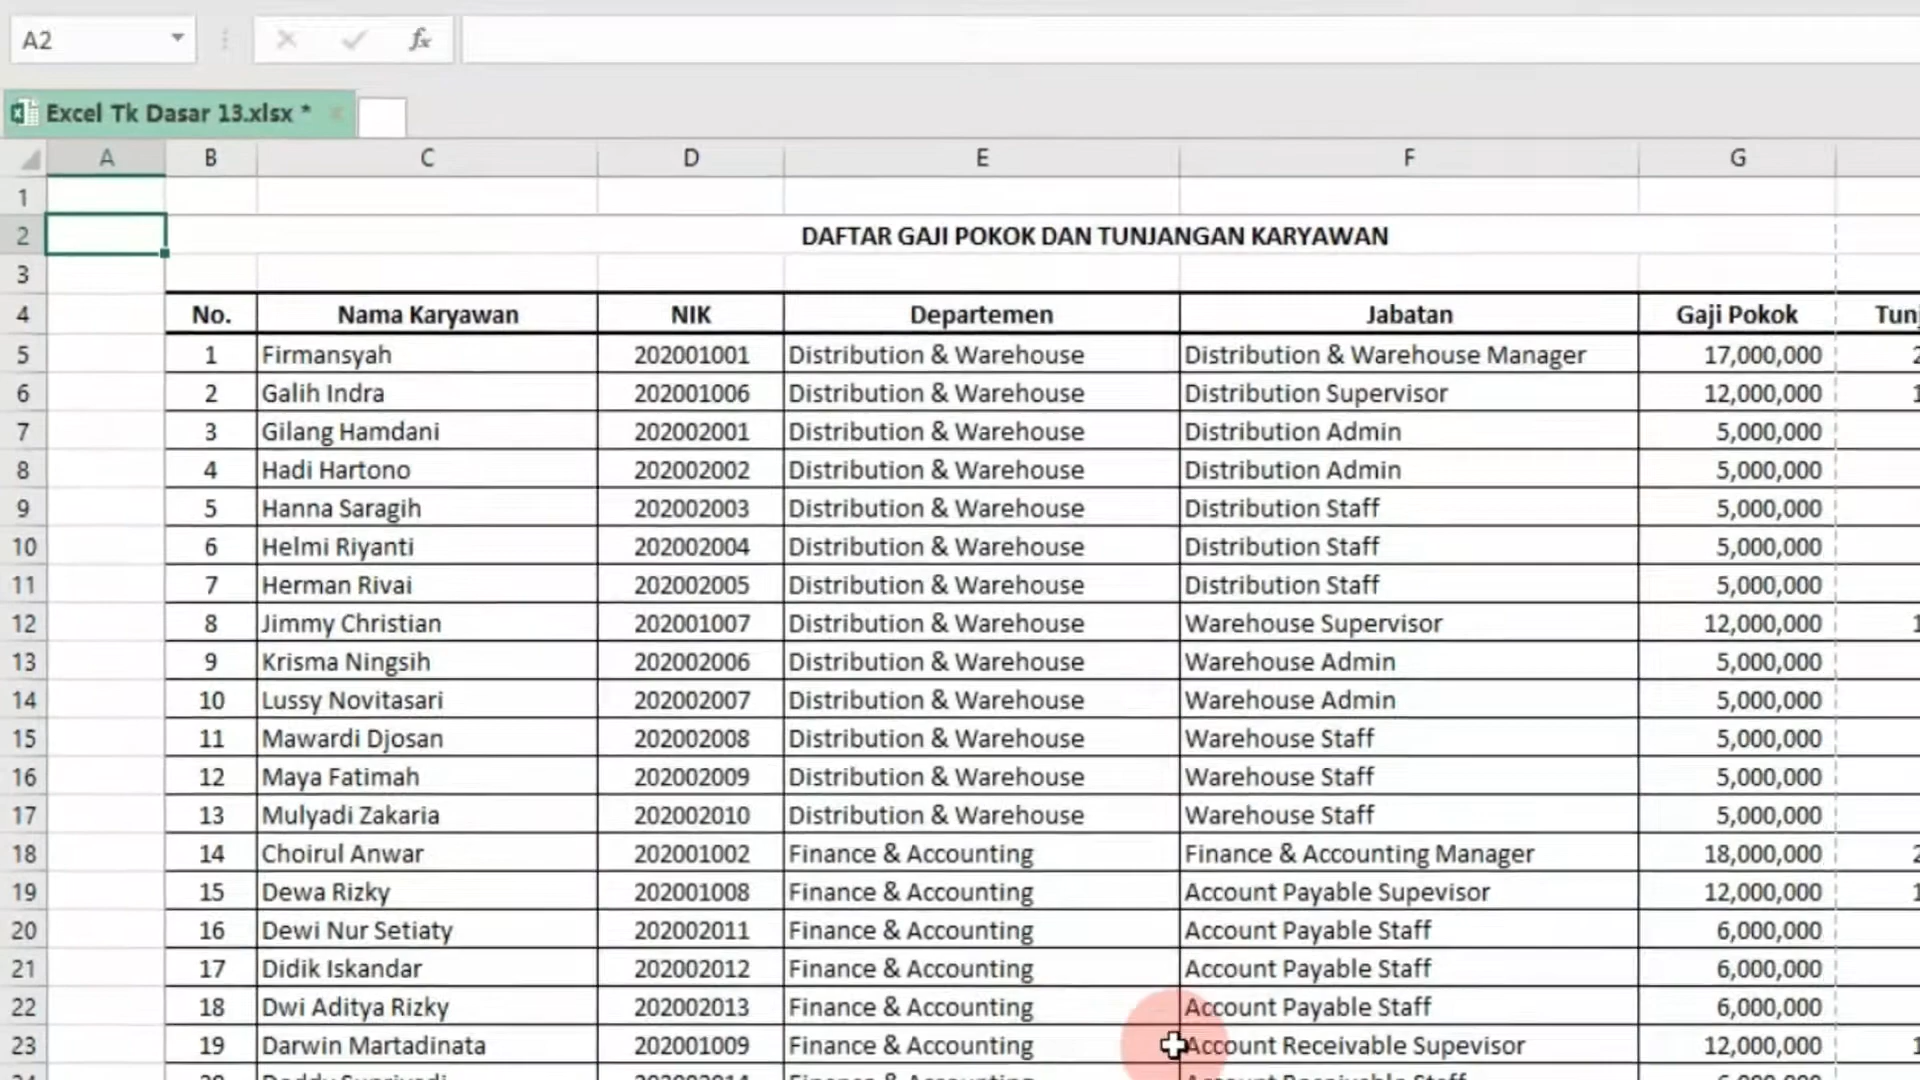 A2 fx
Excel Tk Dasar 13.xlsx *
A B C D E F G
1
2 DAFTAR GAJI POKOK DAN TUNJANGAN KARYAWAN
3
4 No. Nama Karyawan NIK Departemen Jabatan Gaji Pokok
5 1 Firmansyah 202001001 Distribution & Warehouse Distribution & Warehouse Manager 17,000,000
6 2 Galih Indra 202001006 Distribution & Warehouse Distribution Supervisor 12,000,000
7 3 Gilang Hamdani 202002001 Distribution & Warehouse Distribution Admin 5,000,000
8 4 Hadi Hartono 202002002 Distribution & Warehouse Distribution Admin 5,000,000
9 5 Hanna Saragih 202002003 Distribution & Warehouse Distribution Staff 5,000,000
10 6 Helmi Riyanti 202002004 Distribution & Warehouse Distribution Staff 5,000,000
11 7 Herman Rivai 202002005 Distribution & Warehouse Distribution Staff 5,000,000
12 8 Jimmy Christian 202001007 Distribution & Warehouse Warehouse Supervisor 12,000,000
13 9 Krisma Ningsih 202002006 Distribution & Warehouse Warehouse Admin 5,000,000
14 10 Lussy Novitasari 202002007 Distribution & Warehouse Warehouse Admin 5,000,000
15 11 Mawardi Djosan 202002008 Distribution & Warehouse Warehouse Staff 5,000,000
16 12 Maya Fatimah 202002009 Distribution & Warehouse Warehouse Staff 5,000,000
17 13 Mulyadi Zakaria 202002010 Distribution & Warehouse Warehouse Staff 5,000,000
18 14 Choirul Anwar 202001002 Finance & Accounting Finance & Accounting Manager 18,000,000
19 15 Dewa Rizky 202001008 Finance & Accounting Account Payable Supevisor 12,000,000
20 16 Dewi Nur Setiaty 202002011 Finance & Accounting Account Payable Staff 6,000,000
21 17 Didik Iskandar 202002012 Finance & Accounting Account Payable Staff 6,000,000
22 18 Dwi Aditya Rizky 202002013 Finance & Accounting Account Payable Staff 6,000,000
23 19 Darwin Martadinata 202001009 Finance & Accounting Account Receivable Supevisor 12,000,000